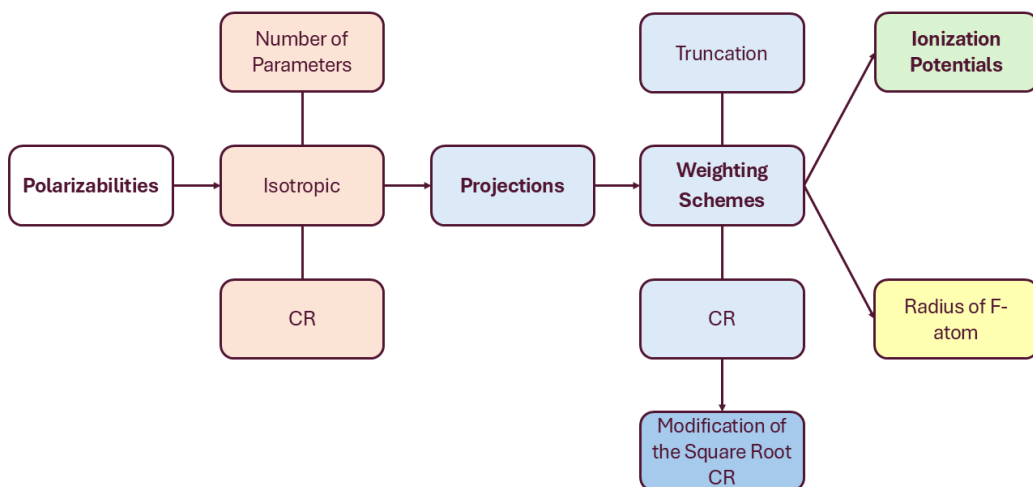 Number of
Parameters
Truncation
Ionization
Potentials
Polarizabilities
Isotropic
Projections
Weighting
Schemes
CR
CR
Radius of F-
atom
Modification of
the Square Root
CR